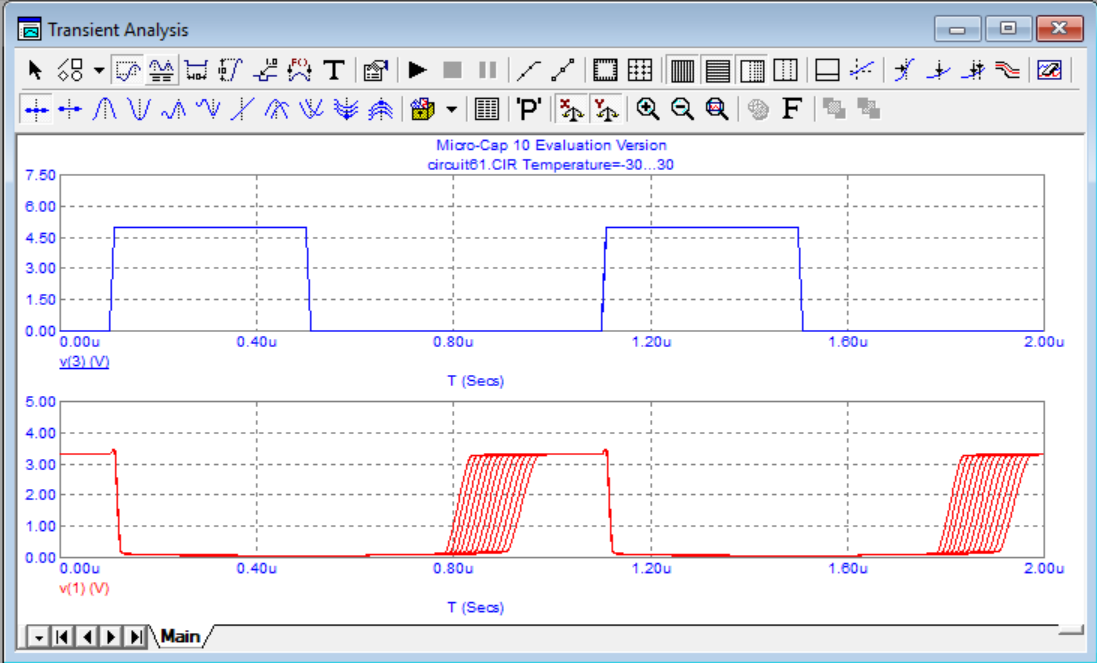 Transient Analysis
T
'P' X Y F
Micro-Cap 10 Evaluation Version
circuit61.CIR Temperature=-30...30
7.50
6.00
4.50
3.00
1.50
0.00
0.00u 0.40u 0.80u 1.20u 1.60u 2.00u
v(3) (V)
T (Secs)
5.00
4.00
3.00
2.00
1.00
0.00
0.00u 0.40u 0.80u 1.20u 1.60u 2.00u
v(1) (V)
T (Secs)
Main